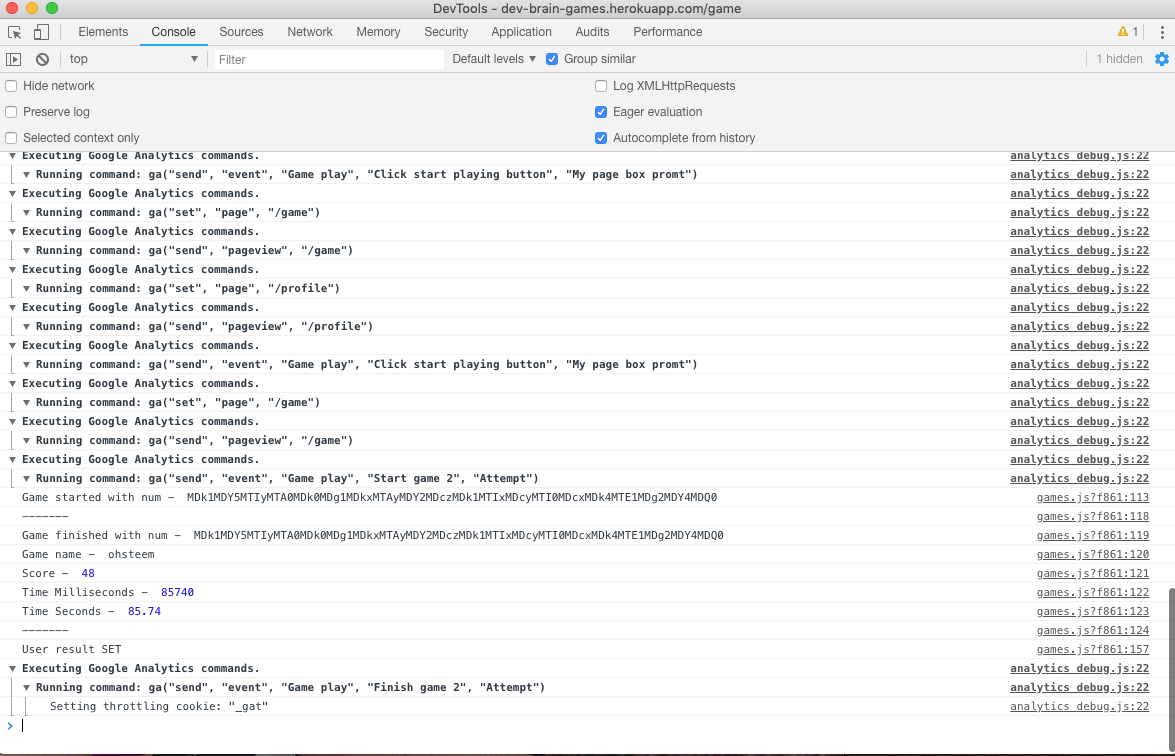 DevTools - dev-brain-games.herokuapp.com/game
Elements Console Sources Network Memory Security Application Audits Performance 1
top Filter Default levels Group similar 1 hidden
Hide network Log XMLHttpRequests
Preserve log Eager evaluation
Selected context only Autocomplete from history
Executing Google Analytics commands. analytics_debug.js:22
Running command: ga("send", "event", "Game play", "Click start playing button", "My page box promt") analytics_debug.js:22
Executing Google Analytics commands. analytics_debug.js:22
Running command: ga("set", "page", "/game") analytics_debug.js:22
Executing Google Analytics commands. analytics_debug.js:22
Running command: ga("send", "pageview", "/game") analytics_debug.js:22
Executing Google Analytics commands. analytics_debug.js:22
Running command: ga("set", "page", "/profile") analytics_debug.js:22
Executing Google Analytics commands. analytics_debug.js:22
Running command: ga("send", "pageview", "/profile") analytics_debug.js:22
Executing Google Analytics commands. analytics_debug.js:22
Running command: ga("send", "event", "Game play", "Click start playing button", "My page box promt") analytics_debug.js:22
Executing Google Analytics commands. analytics_debug.js:22
Running command: ga("set", "page", "/game") analytics_debug.js:22
Executing Google Analytics commands. analytics_debug.js:22
Running command: ga("send", "pageview", "/game") analytics_debug.js:22
Executing Google Analytics commands. analytics_debug.js:22
Running command: ga("send", "event", "Game play", "Start game 2", "Attempt") analytics_debug.js:22
Game started with num – MDk1MDY5MTIyMTA0MDk0MDg1MDkxMTAyMDY2MDczMDk1MTIxMDcyMTI0MDcxMDk4MTE1MDg2MDY4MDQ0 games.js?f861:113
–––––––  games.js?f861:118
Game finished with num – MDk1MDY5MTIyMTA0MDk0MDg1MDkxMTAyMDY2MDczMDk1MTIxMDcyMTI0MDcxMDk4MTE1MDg2MDY4MDQ0 games.js?f861:119
Game name – ohsteem games.js?f861:120
Score – 48 games.js?f861:121
Time Milliseconds – 85740 games.js?f861:122
Time Seconds – 85.74 games.js?f861:123
––––––– games.js?f861:124
User result SET games.js?f861:157
Executing Google Analytics commands. analytics_debug.js:22
Running command: ga("send", "event", "Game play", "Finish game 2", "Attempt") analytics_debug.js:22
Setting throttling cookie: "_gat" analytics_debug.js:22